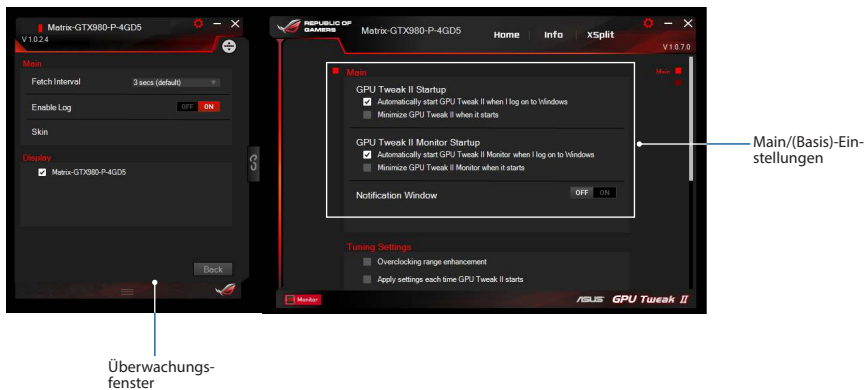 Matrix-GTX980-P-4GD5
V 1.0.2.4
Main
Fetch Interval 3 secs (default)
Enable Log OFF ON
Skin
Display
Matrix-GTX980-P-4GD5
Back
REPUBLIC OF
GAMERS
Matrix-GTX980-P-4GD5
Home Info XSplit
V 1.0.7.0
Main
Main
GPU Tweak II Startup
Automatically start GPU Tweak II when I log on to Windows
Minimize GPU Tweak II when it starts
GPU Tweak II Monitor Startup
Automatically start GPU Tweak II Monitor when I log on to Windows
Minimize GPU Tweak II Monitor when it starts
Notification Window OFF ON
Tuning Settings
Overclocking range enhancement
Apply settings each time GPU Tweak II starts
Monitor
ASUS GPU Tweak II
Main/(Basis)-Ein-
stellungen
Überwachungs-
fenster